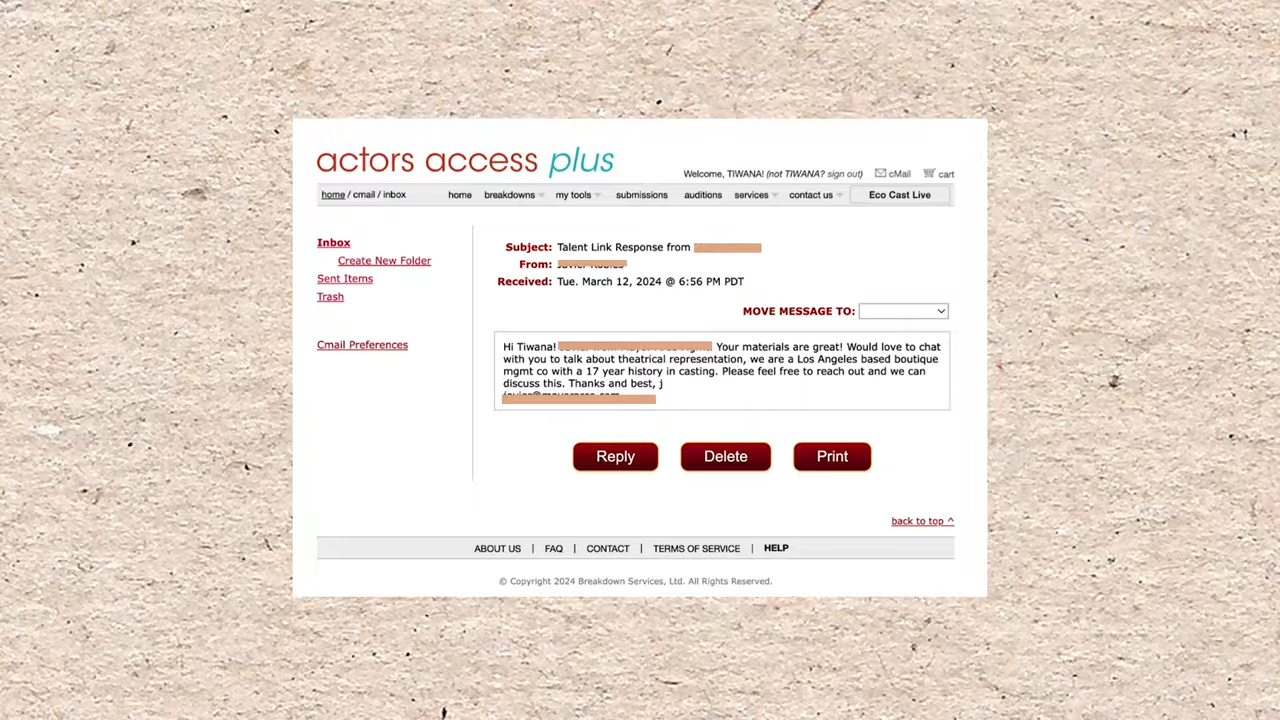 actors access plus
Welcome, TIWANA! (not TIWANA? sign out) cMail cart
home / cmail / inbox home breakdowns my tools submissions auditions services contact us Eco Cast Live
Inbox
Create New Folder
Sent Items
Trash
Cmail Preferences
Subject: Talent Link Response from
From:
Received: Tue. March 12, 2024 @ 6:56 PM PDT
MOVE MESSAGE TO:
Hi Tiwana! Your materials are great! Would love to chat
with you to talk about theatrical representation, we are a Los Angeles based boutique
mgmt co with a 17 year history in casting. Please feel free to reach out and we can
discuss this. Thanks and best, j
Reply Delete Print
back to top ^
ABOUT US | FAQ | CONTACT | TERMS OF SERVICE | HELP
© Copyright 2024 Breakdown Services, Ltd. All Rights Reserved.